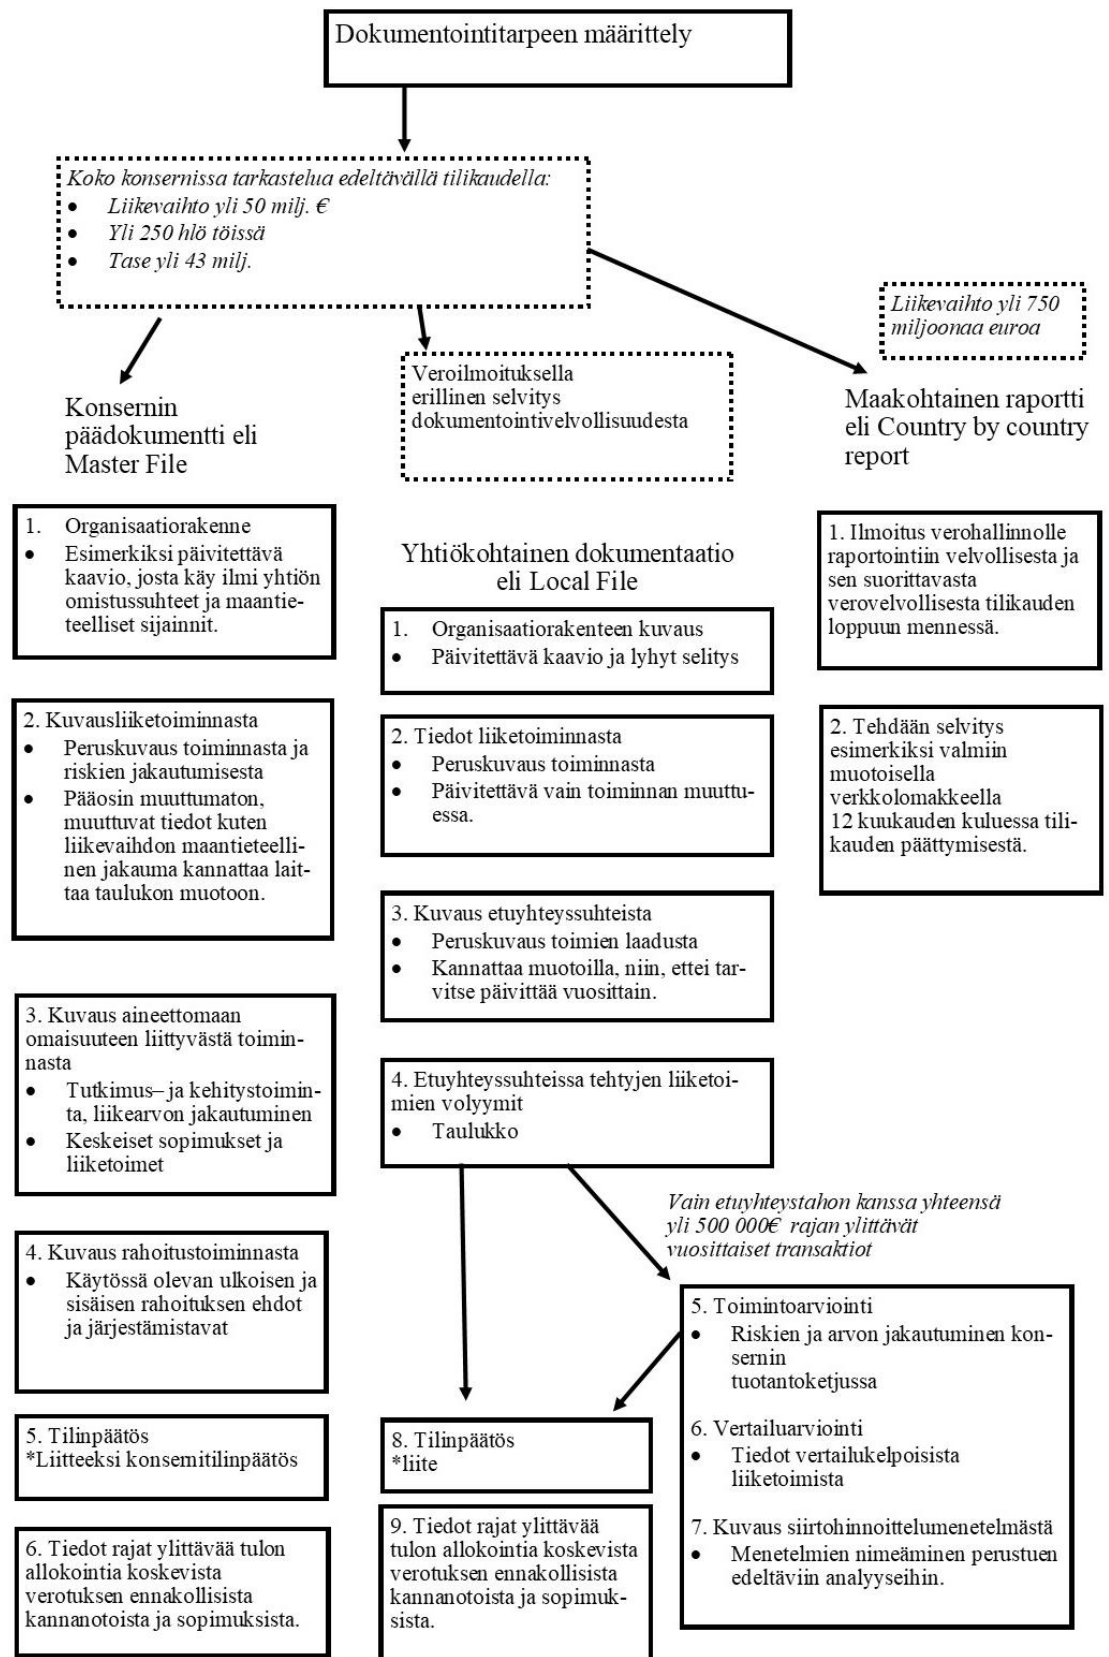 Dokumentointitarpeen määrittely
Koko konsernissa tarkastelua edeltävällä tilikaudella:
• Liikevaihto yli 50 milj. €
• Yli 250 hlö töissä
• Tase yli 43 milj.
Liikevaihto yli 750
miljoonaa euroa
Konsernin
päädokumentti eli
Master File
Veroilmoituksella
erillinen selvitys
dokumentointivelvollisuudesta
Maakohtainen raportti
eli Country by country
report
1. Organisaatiorakenne
• Esimerkiksi päivitettävä
kaavio, josta käy ilmi yhtiön
omistussuhteet ja maantie-
teelliset sijainnit.
2. Kuvausliiketoiminnasta
• Peruskuvaus toiminnasta ja
riskien jakautumisesta
• Pääosin muuttumaton,
muuttuvat tiedot kuten
liikevaihdon maantieteelli-
nen jakauma kannattaa lait-
taa taulukon muotoon.
3. Kuvaus aineettomaan
omaisuuteen liittyvästä toimin-
nasta
• Tutkimus– ja kehitystoimin-
ta, liikearvon jakautuminen
• Keskeiset sopimukset ja
liiketoimet
4. Kuvaus rahoitustoiminnasta
• Käytössä olevan ulkoisen ja
sisäisen rahoituksen ehdot
ja järjestämistavat
5. Tilinpäätös
*Liitteeksi konsernitilinpäätös
6. Tiedot rajat ylittävää tulon
allokointia koskevista
verotuksen ennakollisista
kannanotoista ja sopimuksista.
Yhtiökohtainen dokumentaatio
eli Local File
1. Organisaatiorakenteen kuvaus
• Päivitettävä kaavio ja lyhyt selitys
2. Tiedot liiketoiminnasta
• Peruskuvaus toiminnasta
• Päivitettävä vain toiminnan muuttu-
essa.
3. Kuvaus etuyhteyssuhteista
• Peruskuvaus toimien laadusta
• Kannattaa muotoilla, niin, ettei tar-
vitse päivittää vuosittain.
4. Etuyhteyssuhteissa tehtyjen liiketoi-
mien volyymit
• Taulukko
Vain etuyhteystahon kanssa yhteensä
yli 500 000€ rajan ylittävät
vuosittaiset transaktiot
5. Toimintoarviointi
• Riskien ja arvon jakautuminen kon-
sernin
tuotantoketjussa
6. Vertailuarviointi
• Tiedot vertailukelpoisista
liiketoimista
7. Kuvaus siirtohinnoittelumenetelmästä
• Menetelmien nimeäminen perustuen
edeltäviin analyyseihin.
8. Tilinpäätös
*liite
9. Tiedot rajat ylittävää
tulon allokointia koskevista
verotuksen ennakollisista
kannanotoista ja sopimuk-
sista.
1. Ilmoitus verohallinnolle
raportointiin velvollisesta ja
sen suorittavasta
verovelvollisesta tilikauden
loppuun mennessä.
2. Tehdään selvitys
esimerkiksi valmiin
muotoisella
verkkolomakkeella
12 kuukauden kuluessa tili-
kauden päättymisestä.